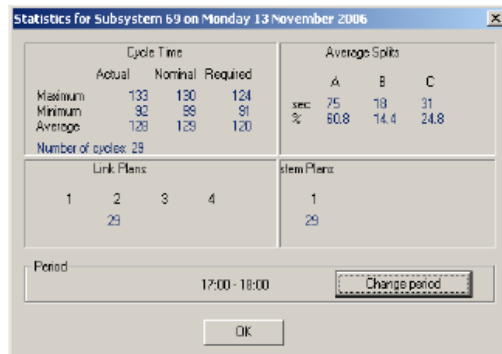 Statistics for Subsystem 69 on Monday 13 November 2006
Cycle Time
Actual Nominal Required
Maximum 133 130 124
Minimum 92 99 91
Average 128 129 120
Number of cycles: 29
Average Splits
A B C
sec 75 18 31
% 60.8 14.4 24.8
Link Plans
1 2 3 4
29
stem Plans
1
29
Period
17:00 - 18:00
Change period
OK